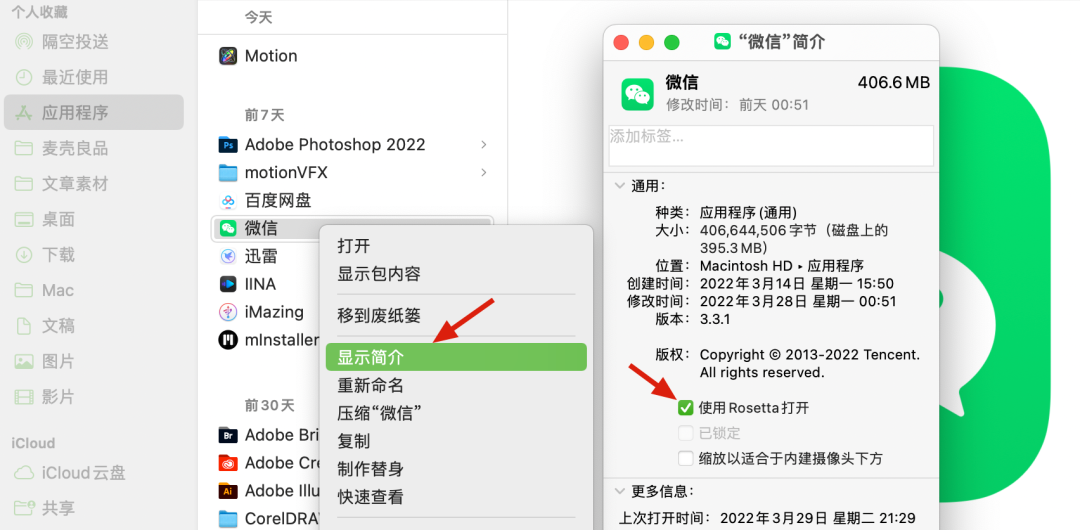 个人收藏
隔空投送
最近使用
应用程序
麦壳良品
文章素材
桌面
下载
Mac
文稿
图片
影片
iCloud
iCloud云盘
共享
今天
Motion
前7天
Adobe Photoshop 2022
motionVFX
百度网盘
微信
迅雷
IINA
iMazing
mInstaller
前30天
Adobe Bri
Adobe Cre
Adobe Illu
CorelDRA
打开
显示包内容
移到废纸篓
显示简介
重新命名
压缩“微信”
复制
制作替身
快速查看
“微信”简介
微信 406.6 MB
修改时间： 前天 00:51
添加标签...
通用：
种类： 应用程序 (通用)
大小： 406,644,506 字节（磁盘上的
395.3 MB）
位置： Macintosh HD ▸ 应用程序
创建时间： 2022年3月14日 星期一 15:50
修改时间： 2022年3月28日 星期一 00:51
版本： 3.3.1
版权： Copyright © 2013-2022 Tencent.
All rights reserved.
使用 Rosetta 打开
已锁定
缩放以适合于内建摄像头下方
更多信息：
上次打开时间： 2022年3月29日 星期二 21:29